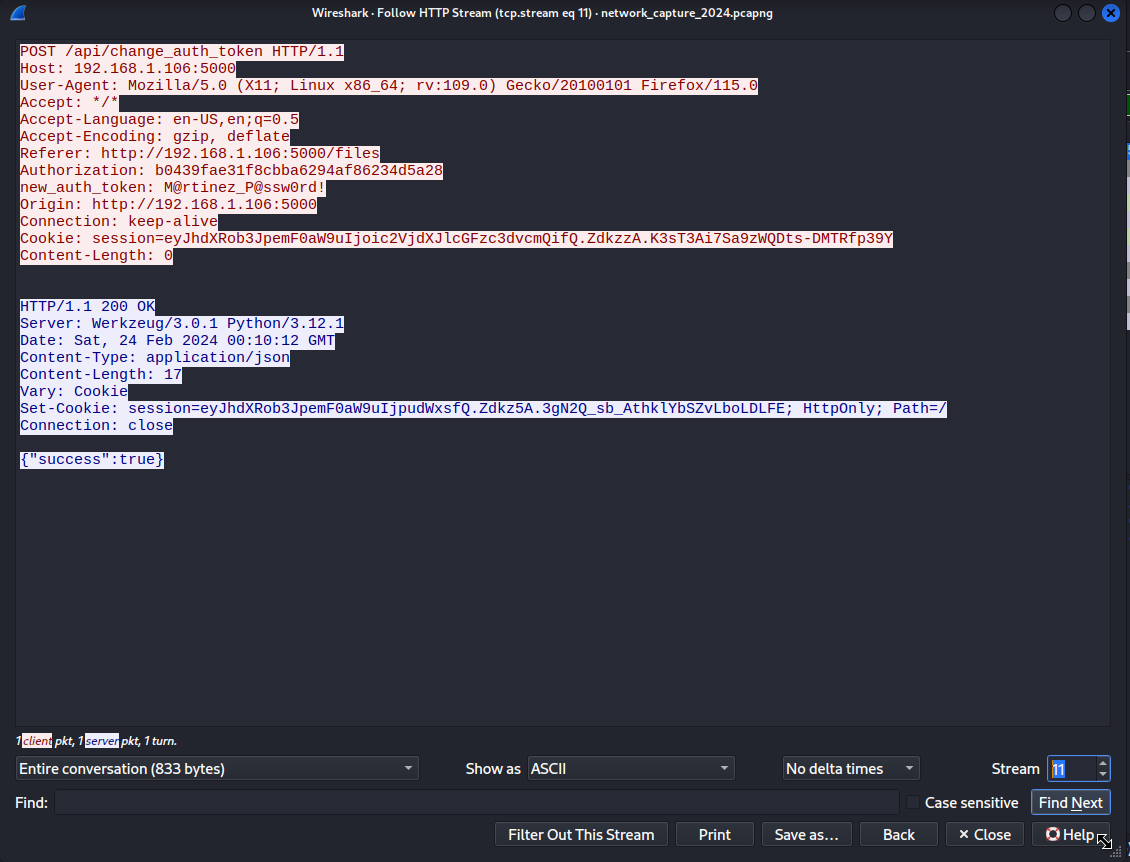 Wireshark · Follow HTTP Stream (tcp.stream eq 11) · network_capture_2024.pcapng
POST /api/change_auth_token HTTP/1.1
Host: 192.168.1.106:5000
User-Agent: Mozilla/5.0 (X11; Linux x86_64; rv:109.0) Gecko/20100101 Firefox/115.0
Accept: */*
Accept-Language: en-US,en;q=0.5
Accept-Encoding: gzip, deflate
Referer: http://192.168.1.106:5000/files
Authorization: b0439fae31f8cbba6294af86234d5a28
new_auth_token: M@rtinez_P@ssw0rd!
Origin: http://192.168.1.106:5000
Connection: keep-alive
Cookie: session=eyJhdXRob3JpemF0aW9uIjoic2VjdXJlcGFzc3dvcmQifQ.ZdkzzA.K3sT3Ai7Sa9zWQDts-DMTRfp39Y
Content-Length: 0
HTTP/1.1 200 OK
Server: Werkzeug/3.0.1 Python/3.12.1
Date: Sat, 24 Feb 2024 00:10:12 GMT
Content-Type: application/json
Content-Length: 17
Vary: Cookie
Set-Cookie: session=eyJhdXRob3JpemF0aW9uIjpudWxsfQ.Zdkz5A.3gN2Q_sb_AthklYbSZvLboLDLFE; HttpOnly; Path=/
Connection: close
{"success":true}
1 client pkt, 1 server pkt, 1 turn.
Entire conversation (833 bytes) Show as ASCII No delta times Stream 11
Find: Case sensitive Find Next
Filter Out This Stream Print Save as… Back Close Help